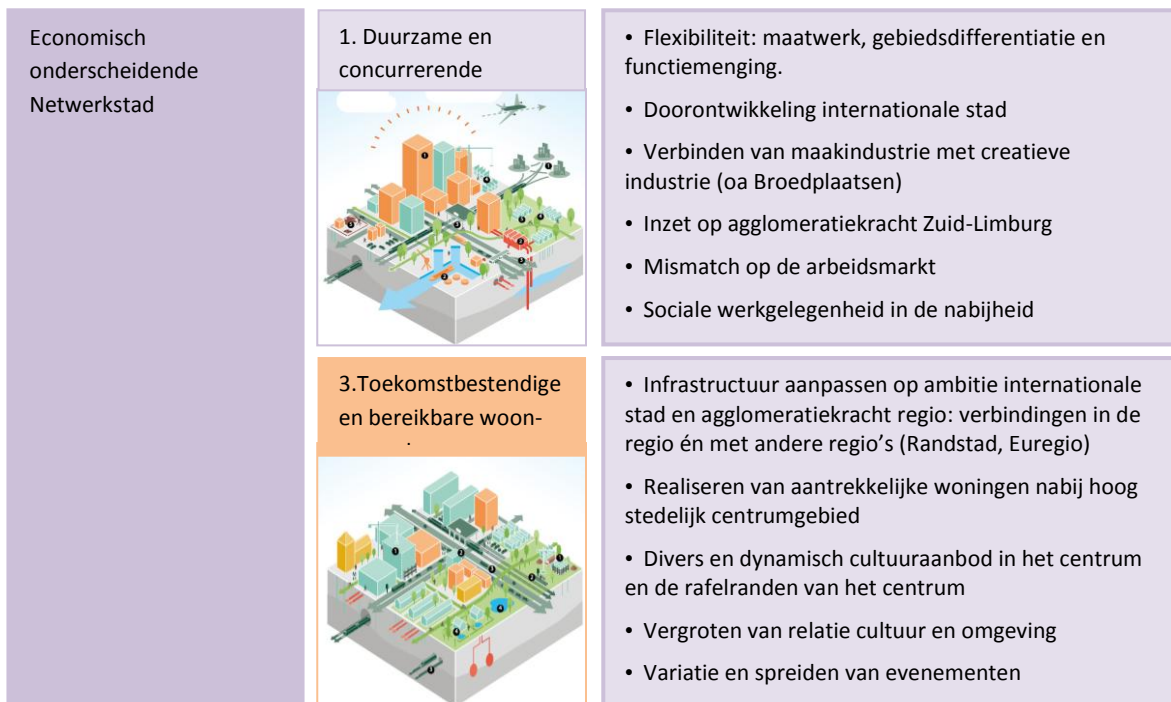 Economisch
onderscheidende
Netwerkstad
1. Duurzame en
concurrerende
• Flexibiliteit: maatwerk, gebiedsdifferentiatie en
functiemenging.
• Doorontwikkeling internationale stad
• Verbinden van maakindustrie met creatieve
industrie (oa Broedplaatsen)
• Inzet op agglomeratiekracht Zuid-Limburg
• Mismatch op de arbeidsmarkt
• Sociale werkgelegenheid in de nabijheid
3.Toekomstbestendige
en bereikbare woon-
• Infrastructuur aanpassen op ambitie internationale
stad en agglomeratiekracht regio: verbindingen in de
regio én met andere regio’s (Randstad, Euregio)
• Realiseren van aantrekkelijke woningen nabij hoog
stedelijk centrumgebied
• Divers en dynamisch cultuuraanbod in het centrum
en de rafelranden van het centrum
• Vergroten van relatie cultuur en omgeving
• Variatie en spreiden van evenementen